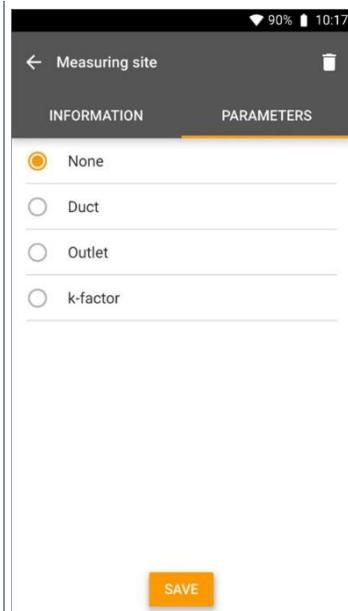 90% 10:17
Measuring site
INFORMATION PARAMETERS
None
Duct
Outlet
k-factor
SAVE